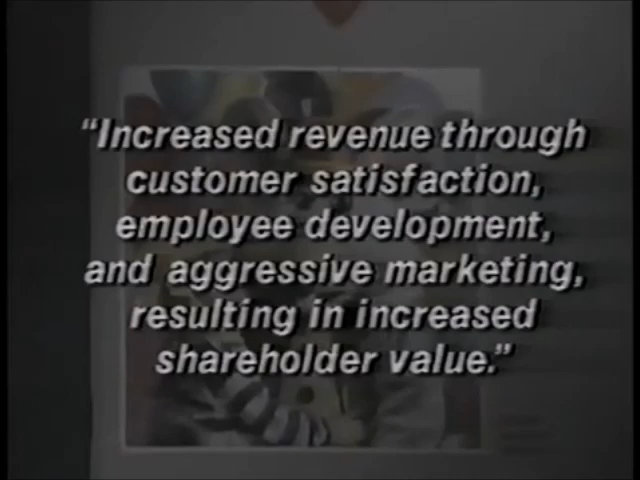 “Increased revenue through
customer satisfaction,
employee development,
and aggressive marketing,
resulting in increased
shareholder value.”